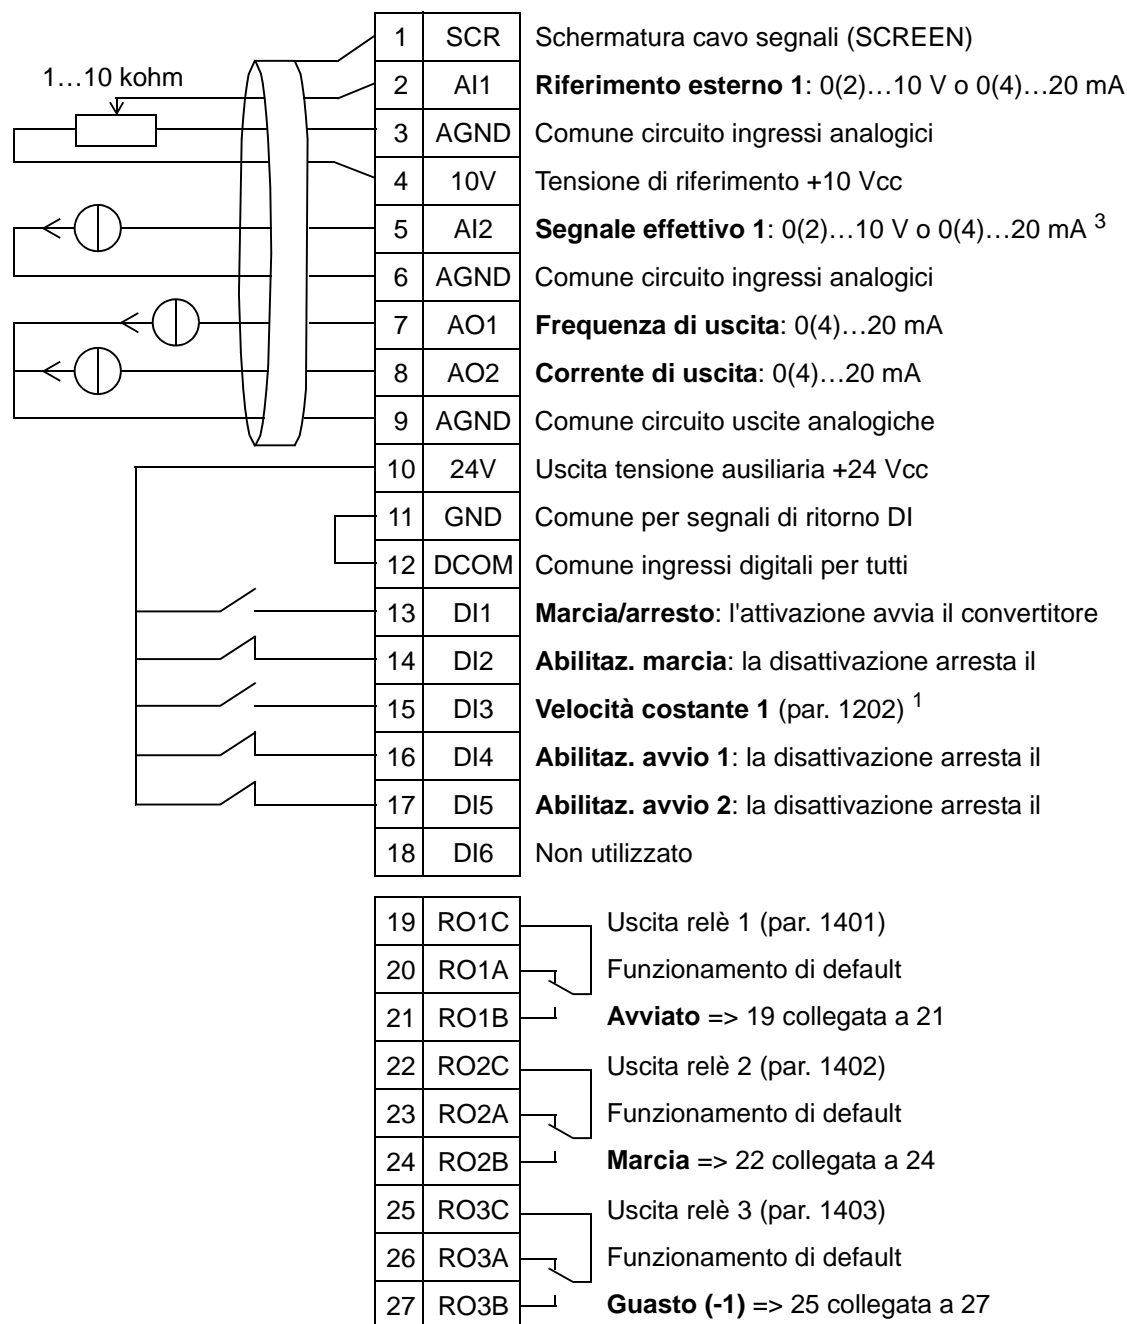 1 SCR Schermatura cavo segnali (SCREEN)
1…10 kohm
2 AI1 Riferimento esterno 1: 0(2)…10 V o 0(4)…20 mA
3 AGND Comune circuito ingressi analogici
4 10V Tensione di riferimento +10 Vcc
5 AI2 Segnale effettivo 1: 0(2)…10 V o 0(4)…20 mA 3
6 AGND Comune circuito ingressi analogici
7 AO1 Frequenza di uscita: 0(4)…20 mA
8 AO2 Corrente di uscita: 0(4)…20 mA
9 AGND Comune circuito uscite analogiche
10 24V Uscita tensione ausiliaria +24 Vcc
11 GND Comune per segnali di ritorno DI
12 DCOM Comune ingressi digitali per tutti
13 DI1 Marcia/arresto: l'attivazione avvia il convertitore
14 DI2 Abilitaz. marcia: la disattivazione arresta il
15 DI3 Velocità costante 1 (par. 1202) 1
16 DI4 Abilitaz. avvio 1: la disattivazione arresta il
17 DI5 Abilitaz. avvio 2: la disattivazione arresta il
18 DI6 Non utilizzato
19 RO1C Uscita relè 1 (par. 1401)
20 RO1A Funzionamento di default
21 RO1B Avviato => 19 collegata a 21
22 RO2C Uscita relè 2 (par. 1402)
23 RO2A Funzionamento di default
24 RO2B Marcia => 22 collegata a 24
25 RO3C Uscita relè 3 (par. 1403)
26 RO3A Funzionamento di default
27 RO3B Guasto (-1) => 25 collegata a 27